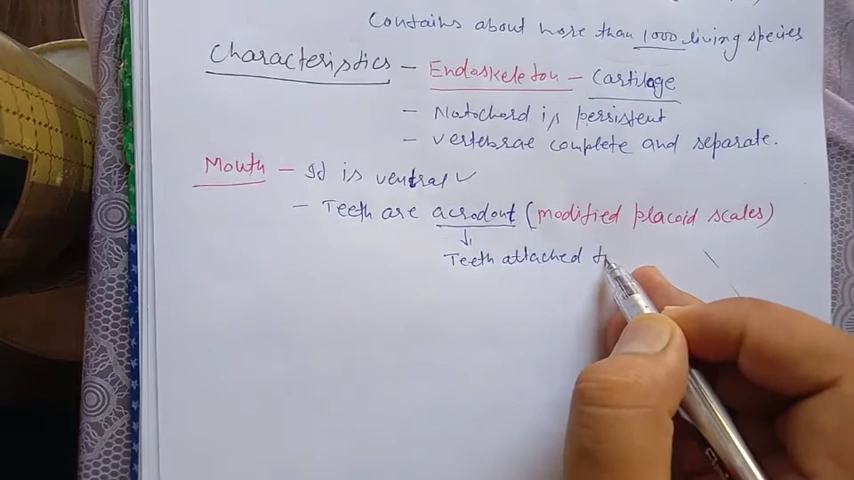 Contains about more than 1000 living species
Characteristics - Endoskeleton - Cartilage
- Notochord is persistent
- Vertebrae complete and separate.
Mouth - It is ventral ✓
- Teeth are acrodont (modified placoid scales)
↓
Teeth attached t